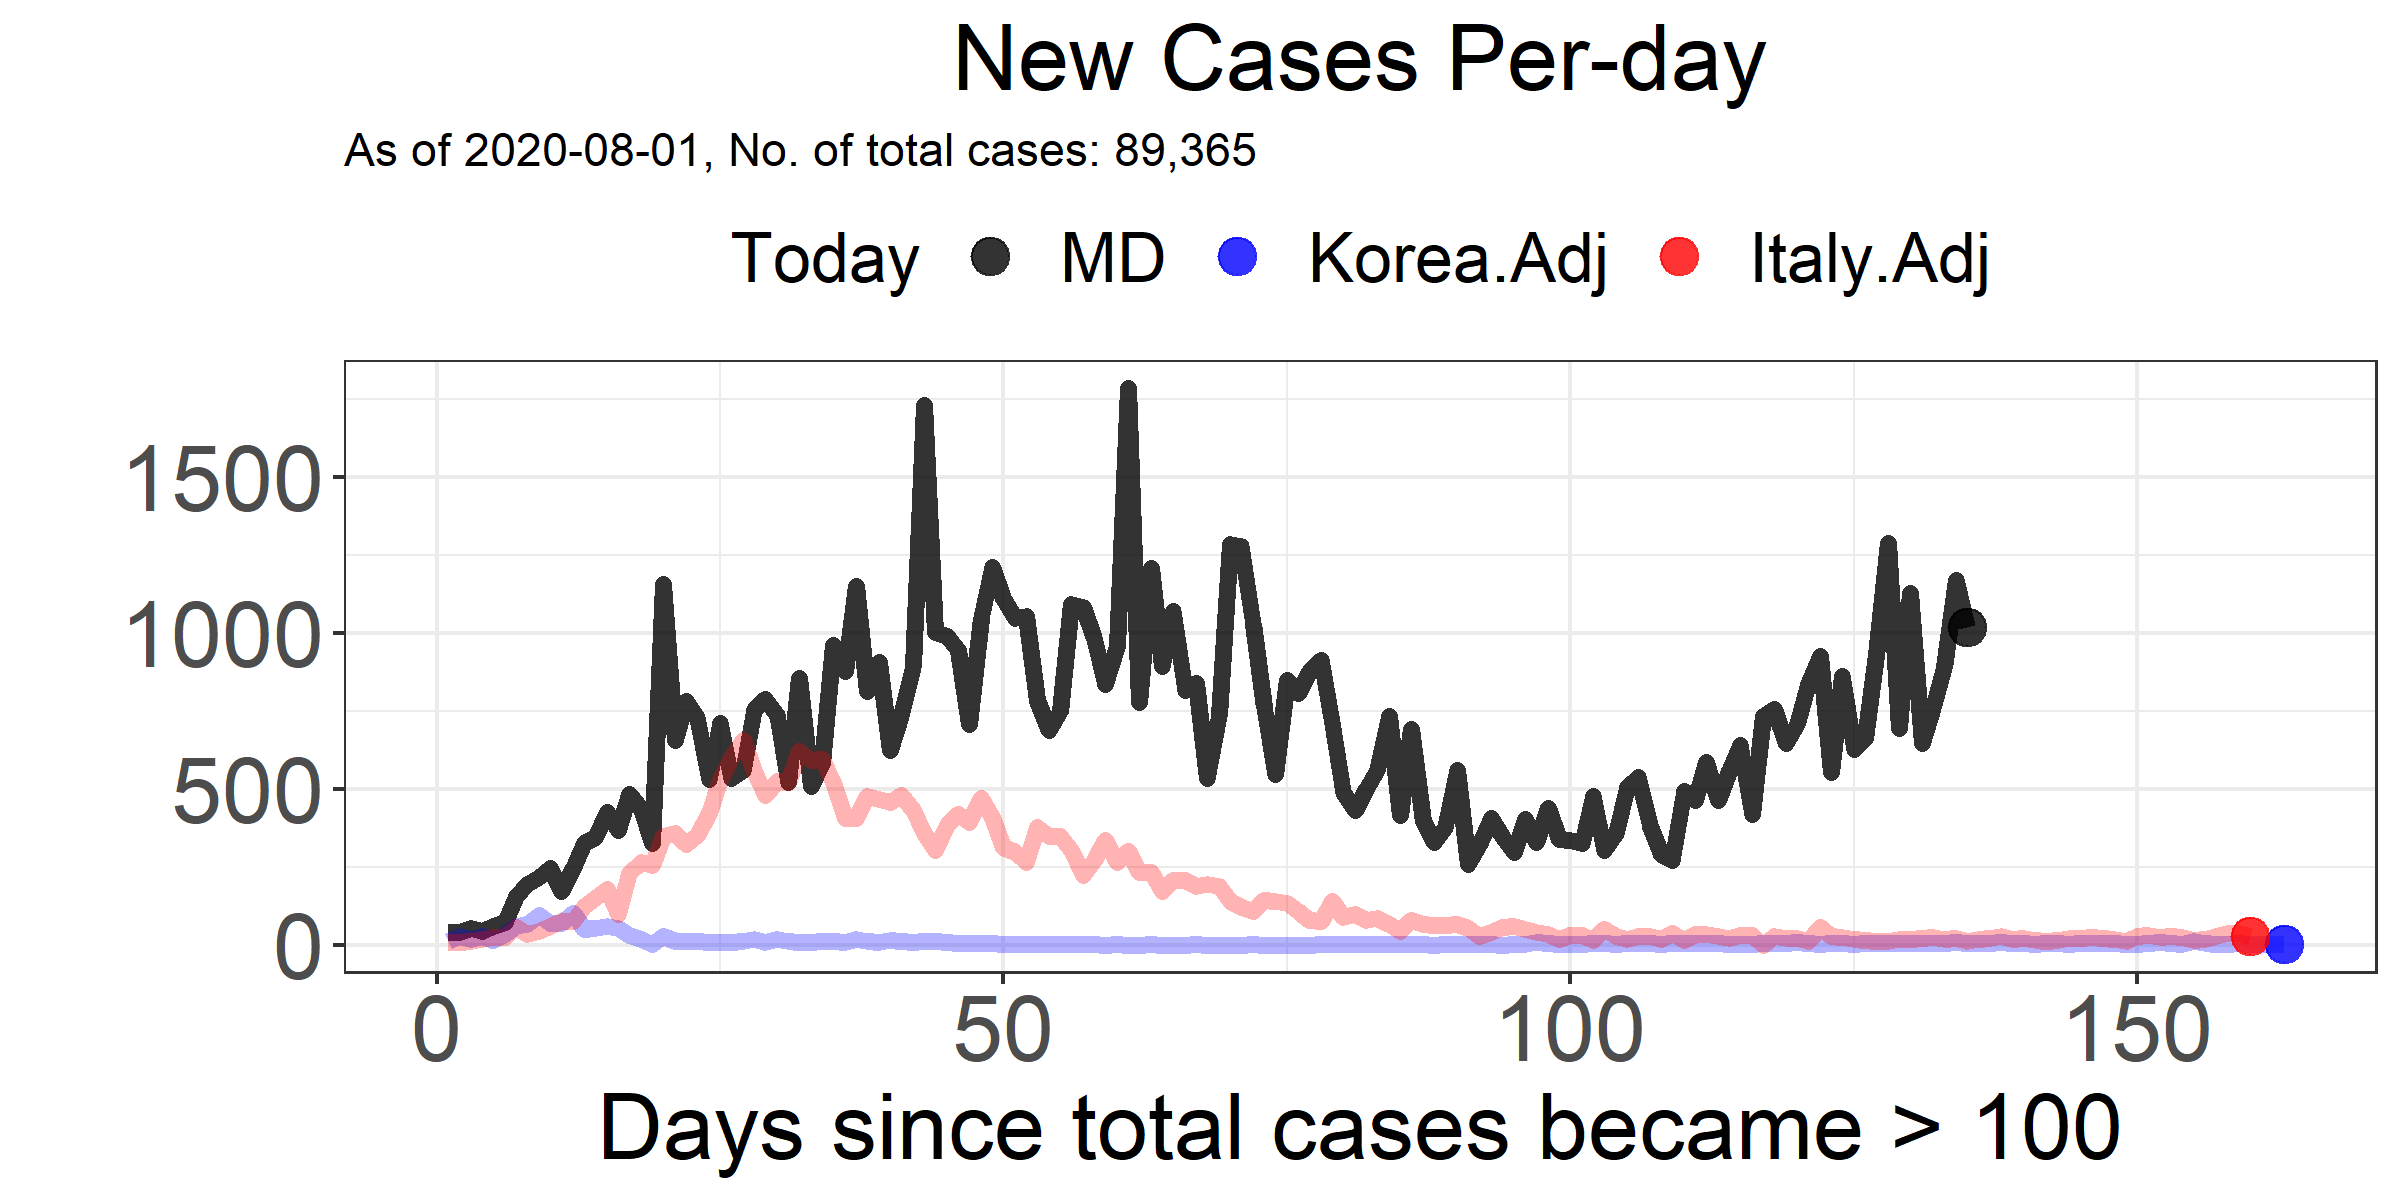 New Cases Per-day
As of 2020-08-01, No. of total cases: 89,365
Today MD Korea.Adj Italy.Adj
1500
1000
500
0
0 50 100 150
Days since total cases became > 100